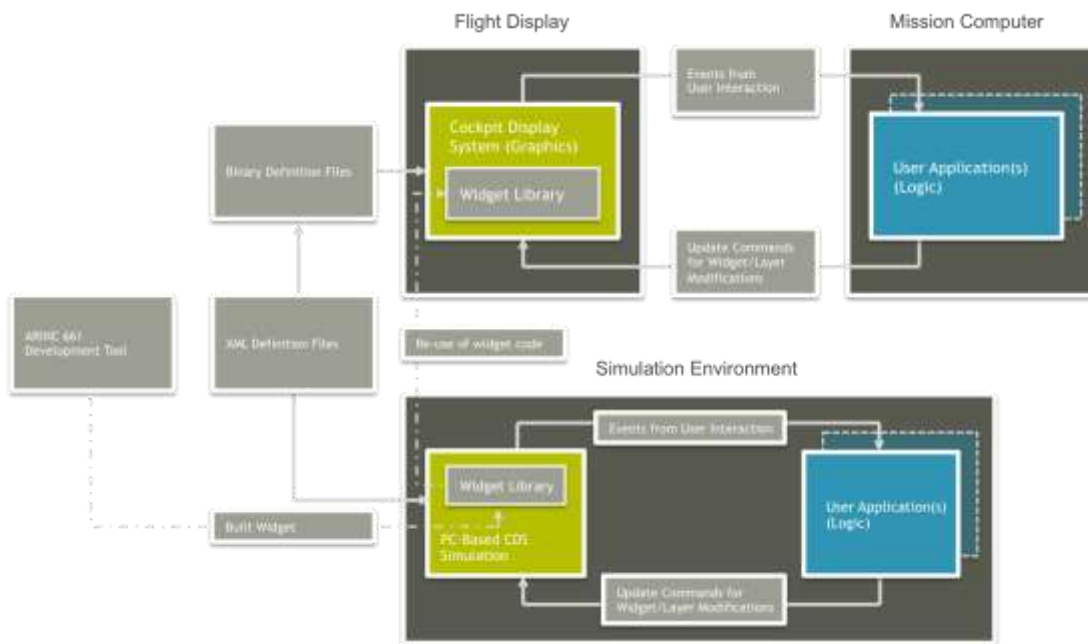 Flight Display
Mission Computer
Events from
User Interaction
Cockpit Display
System (Graphics)
Widget Library
Binary Definition Files
User Application(s)
(Logic)
Update Commands
for Widget/Layer
Modifications
ARINC 661
Development Tool
XML Definition Files
Re-use of widget code
Simulation Environment
Events from User Interaction
Widget Library
User Application(s)
(Logic)
Built Widget
PC-Based CDS
Simulation
Update Commands for
Widget/Layer Modifications